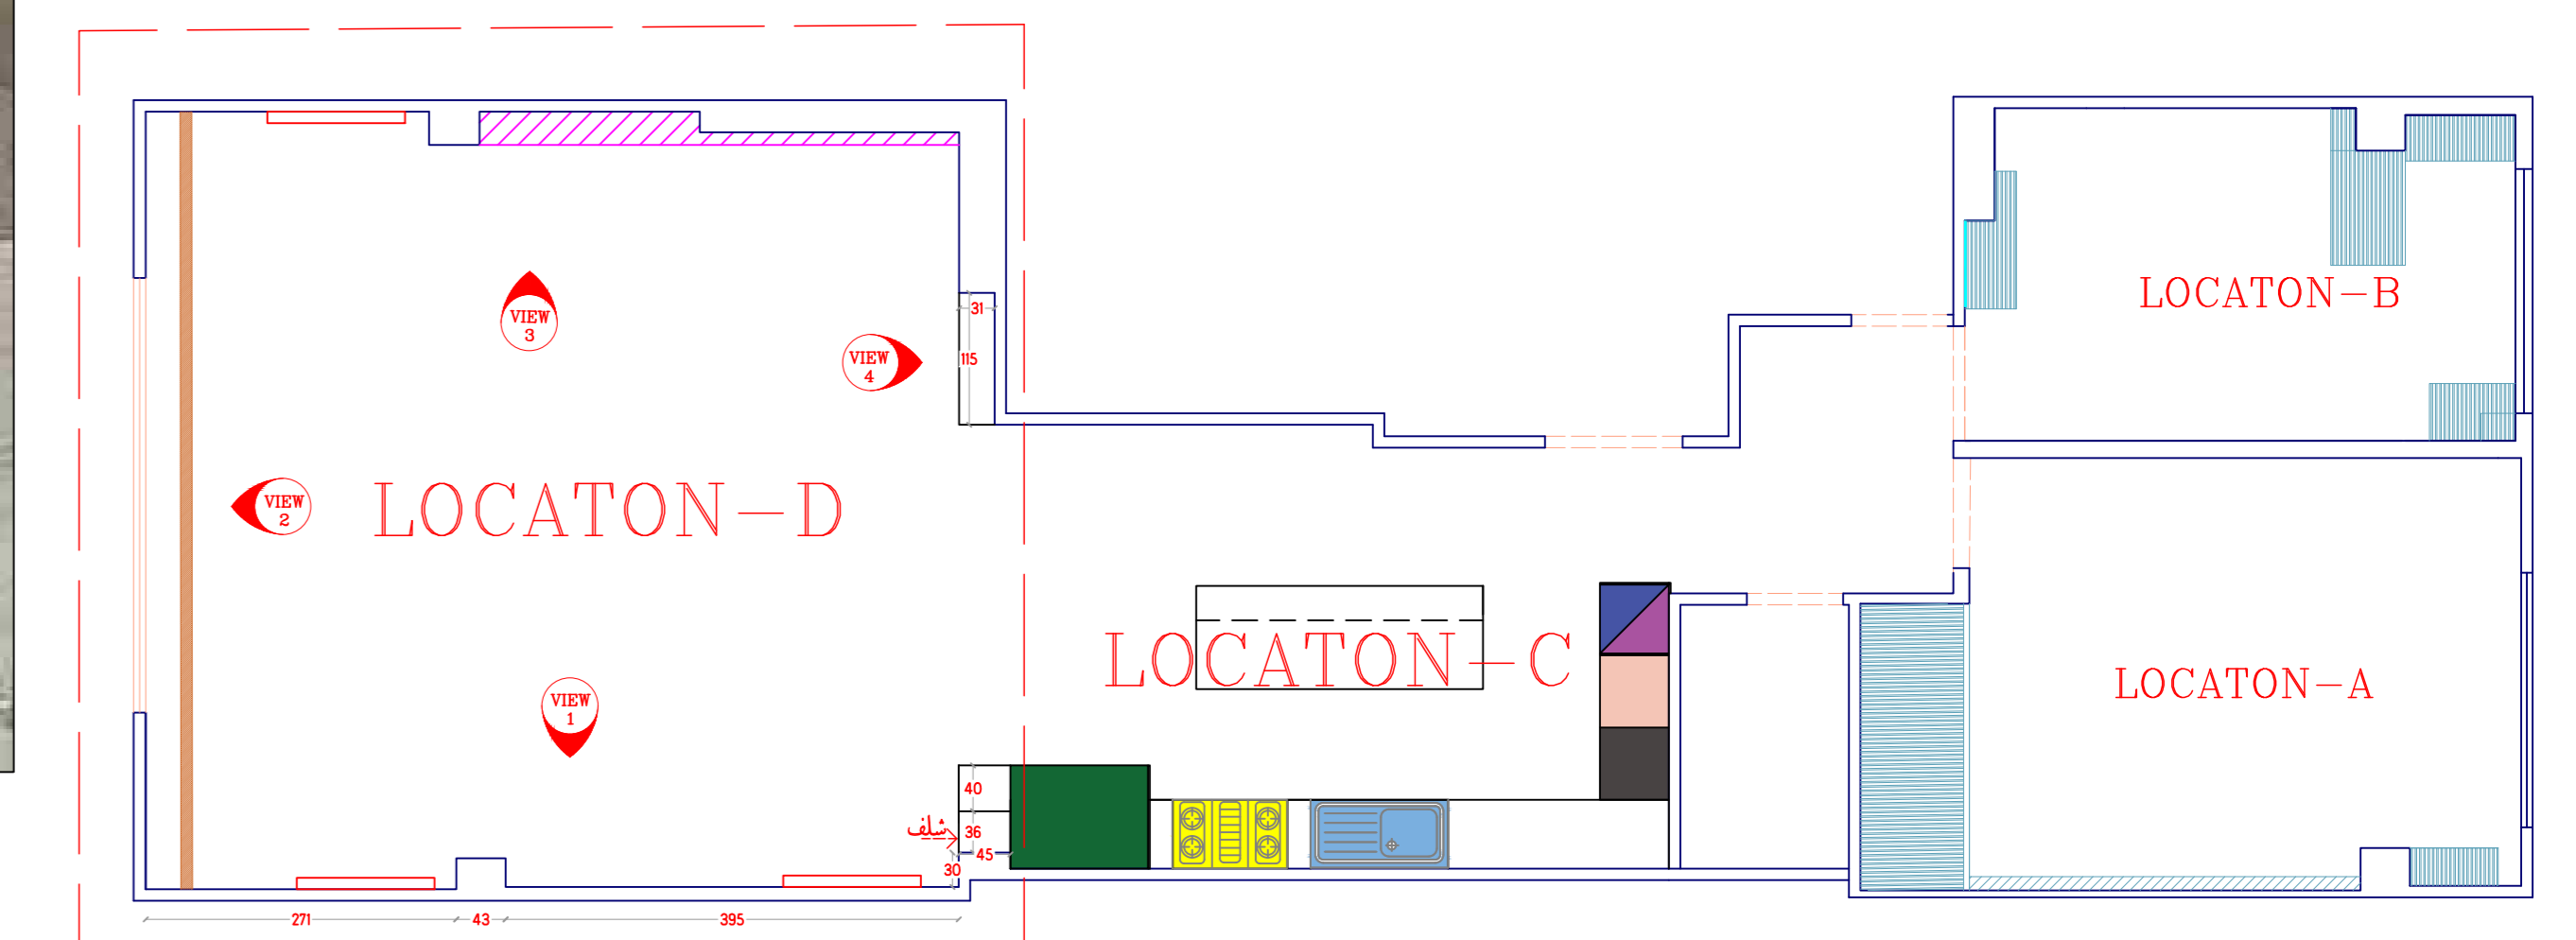 VIEW
3
31
VIEW
4
115
LOCATON-B
VIEW
2
LOCATON-D
LOCATON-C
LOCATON-A
VIEW
1
40
شلف
36
45
30
271
43
395